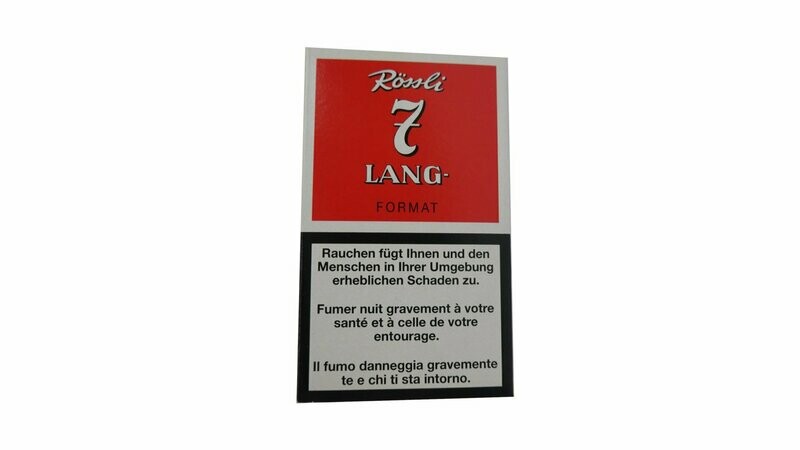 Rössli
7
LANG-
FORMAT
Rauchen fügt Ihnen und den
Menschen in Ihrer Umgebung
erheblichen Schaden zu.
Fumer nuit gravement à votre
santé et à celle de votre
entourage.
Il fumo danneggia gravemente
te e chi ti sta intorno.